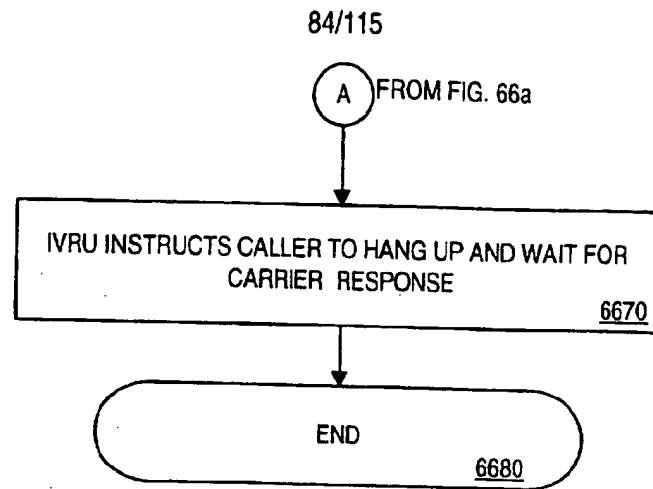 84/115
A FROM FIG. 66a
IVRU INSTRUCTS CALLER TO HANG UP AND WAIT FOR
CARRIER RESPONSE
6670
END
6680